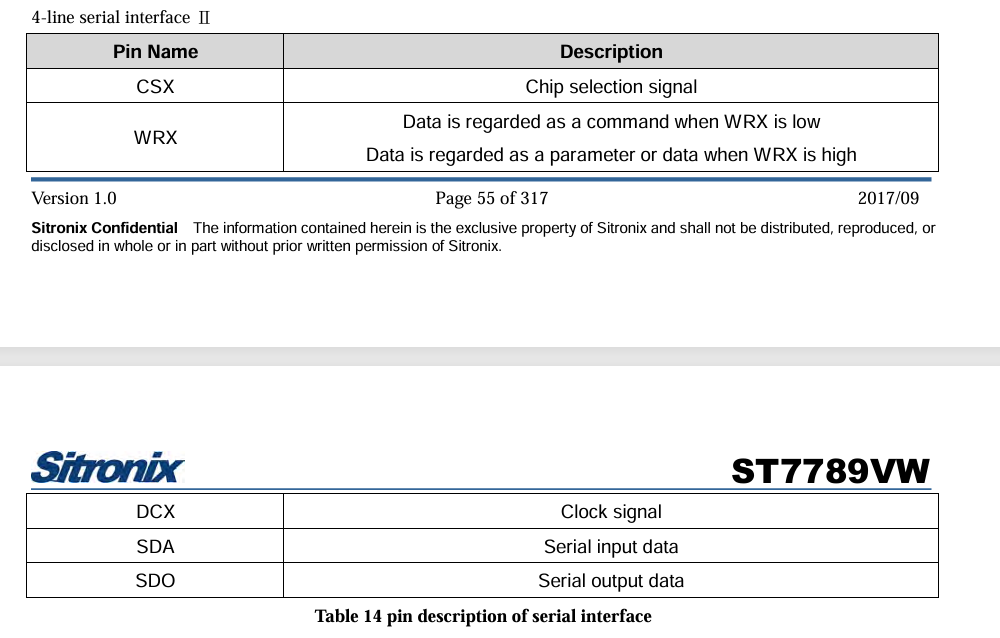 4-line serial interface Ⅱ
Pin Name Description
CSX Chip selection signal
WRX
Data is regarded as a command when WRX is low
Data is regarded as a parameter or data when WRX is high
Version 1.0 Page 55 of 317 2017/09
Sitronix Confidential The information contained herein is the exclusive property of Sitronix and shall not be distributed, reproduced, or
disclosed in whole or in part without prior written permission of Sitronix.
Sitronix ST7789VW
DCX Clock signal
SDA Serial input data
SDO Serial output data
Table 14 pin description of serial interface